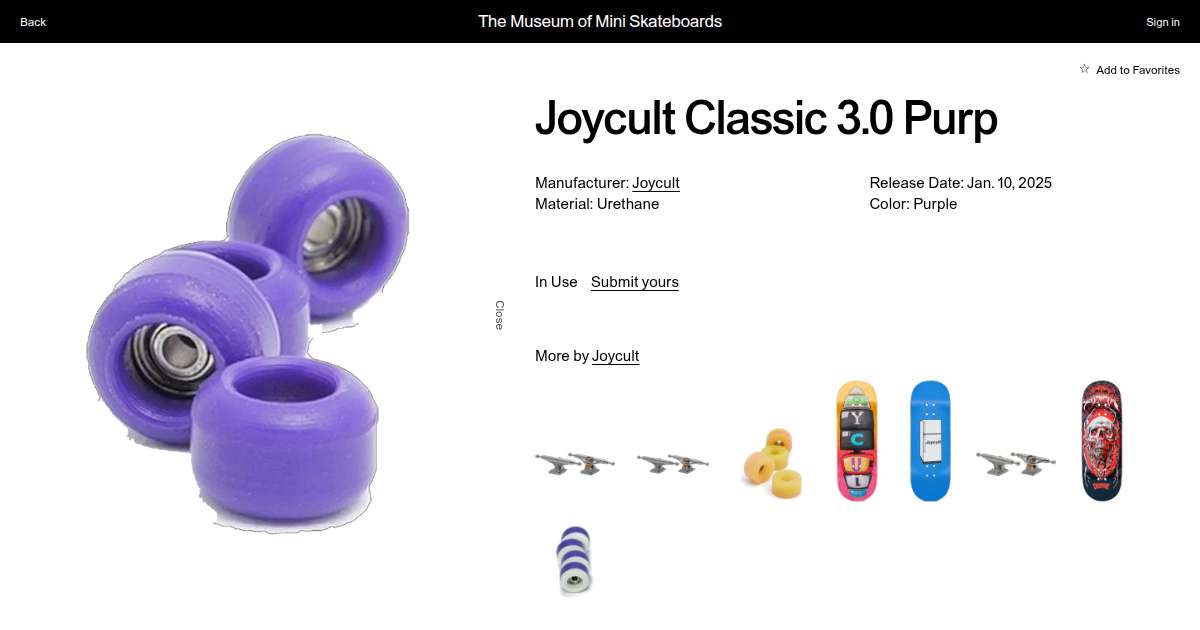 Back
The Museum of Mini Skateboards
Sign in
☆ Add to Favorites
Joycult Classic 3.0 Purp
Manufacturer: Joycult
Release Date: Jan. 10, 2025
Material: Urethane
Color: Purple
In Use Submit yours
Close
More by Joycult
Y
C
U
L
Joycult